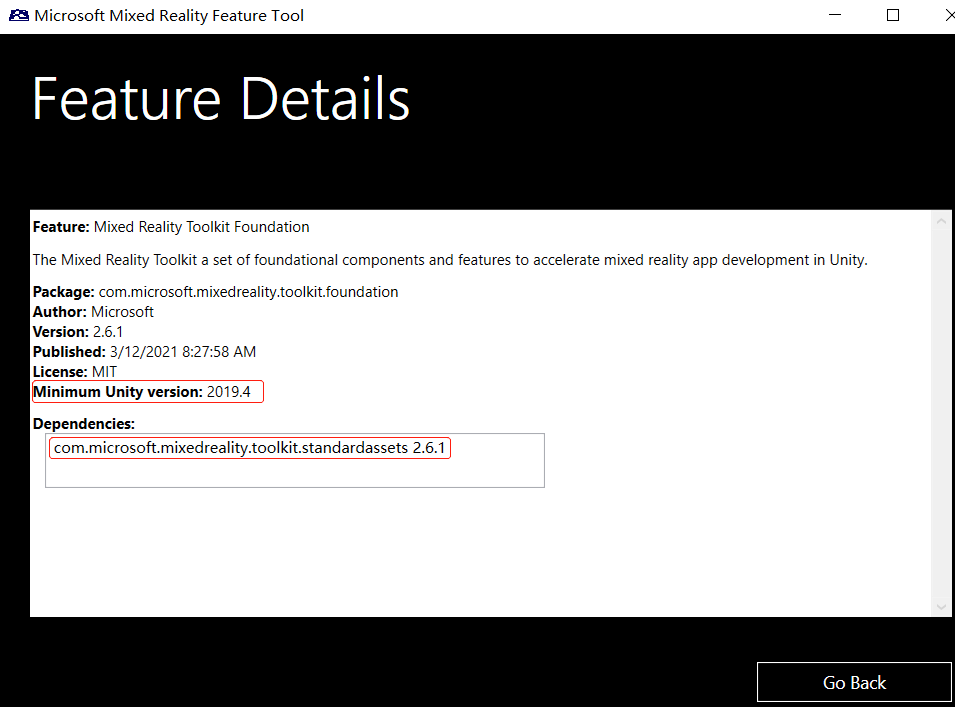 Microsoft Mixed Reality Feature Tool
Feature Details
Feature: Mixed Reality Toolkit Foundation
The Mixed Reality Toolkit a set of foundational components and features to accelerate mixed reality app development in Unity.
Package: com.microsoft.mixedreality.toolkit.foundation
Author: Microsoft
Version: 2.6.1
Published: 3/12/2021 8:27:58 AM
License: MIT
Minimum Unity version: 2019.4
Dependencies:
com.microsoft.mixedreality.toolkit.standardassets 2.6.1
Go Back